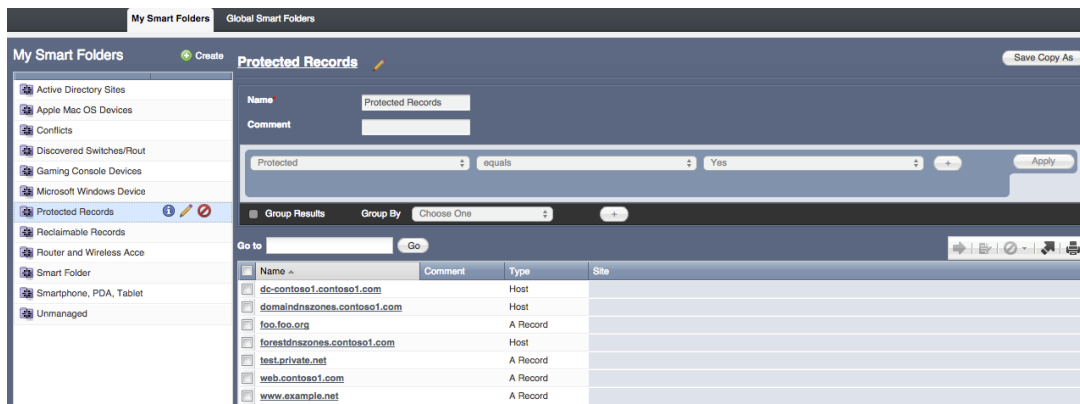 My Smart Folders Global Smart Folders
My Smart Folders Create
Active Directory Sites
Apple Mac OS Devices
Conflicts
Discovered Switches/Rout
Gaming Console Devices
Microsoft Windows Device
Protected Records
Reclaimable Records
Router and Wireless Acce
Smart Folder
Smartphone, PDA, Tablet
Unmanaged
Protected Records Save Copy As
Name* Protected Records
Comment
Protected equals Yes + Apply
Group Results Group By Choose One +
Go to Go
Name Comment Type Site
dc-contoso1.contoso1.com Host
domaindnszones.contoso1.com Host
foo.foo.org A Record
forestdnszones.contoso1.com Host
test.private.net A Record
web.contoso1.com A Record
www.example.net A Record